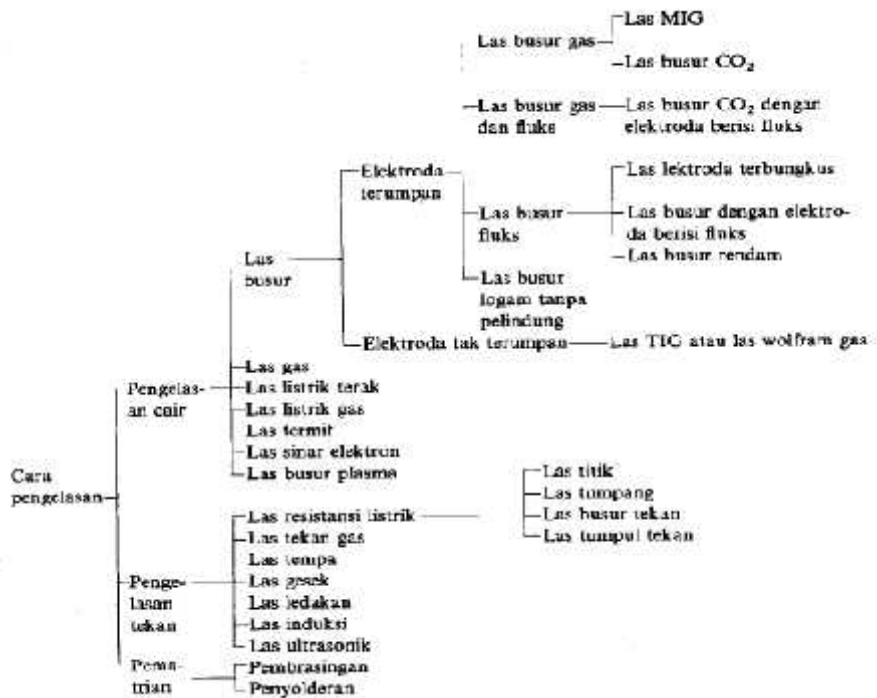 Las MIG
Las busur gas
Las busur CO₂
Las busur gas
dan fluks
Las busur CO₂ dengan
elektroda berisi fluks
Elektroda
terumpan
Las lektroda terbungkus
Las busur
fluks
Las busur dengan elektro-
da berisi fluks
Las busur rendam
Las
busur
Las busur
logam tanpa
pelindung
Elektroda tak terumpan
Las TIG atau las wolfram gas
Pengelas-
an cair
Las gas
Las listrik terak
Las listrik gas
Las termit
Las sinar elektron
Las busur plasma
Cara
pengelasan
Las titik
Las tumpang
Las busur tekan
Las tumpul tekan
Las resistansi listrik
Las tekan gas
Las tempa
Las gesek
Las ledakan
Las induksi
Las ultrasonik
Penge-
lasan
tekan
Pema-
trian
Pembrasingan
Penyolderan